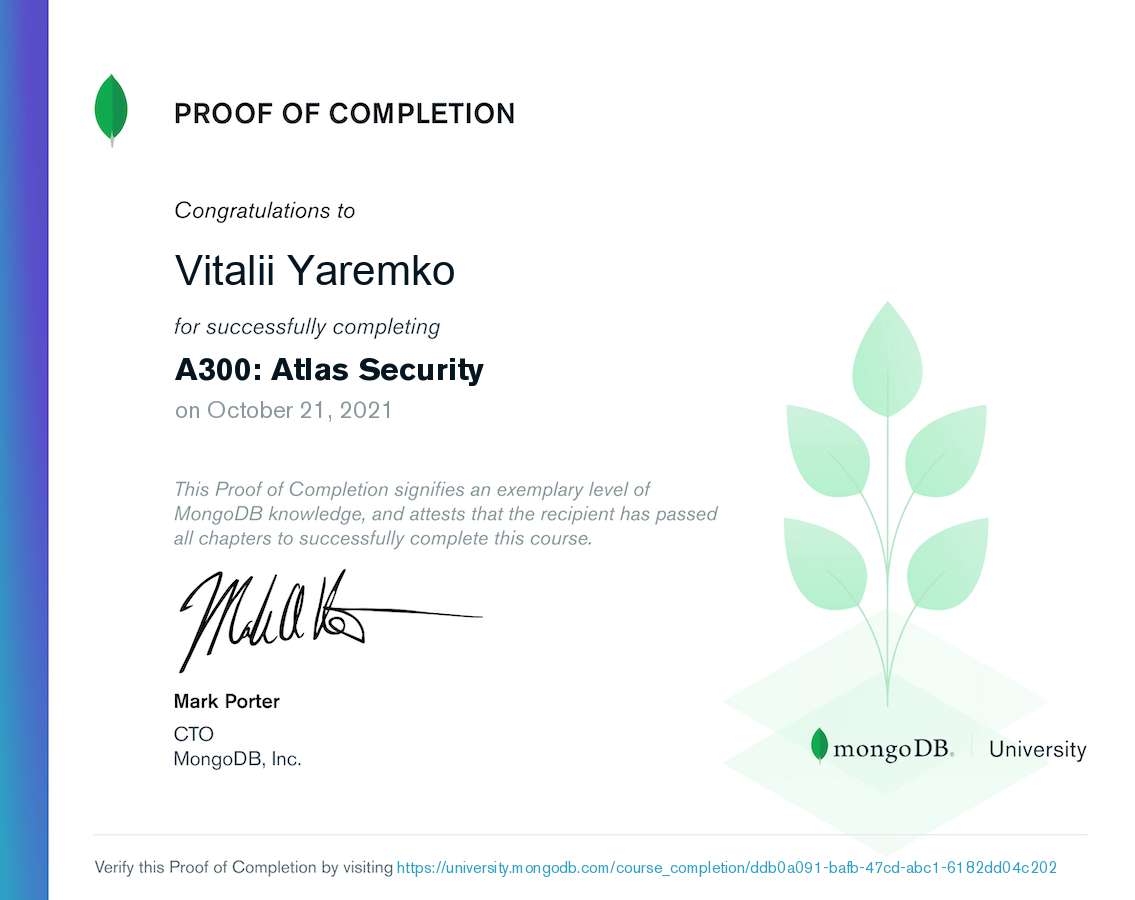 PROOF OF COMPLETION
Congratulations to
Vitalii Yaremko
for successfully completing
A300: Atlas Security
on October 21, 2021
This Proof of Completion signifies an exemplary level of
MongoDB knowledge, and attests that the recipient has passed
all chapters to successfully complete this course.
Mark Porter
CTO
MongoDB, Inc.
mongoDB® University
Verify this Proof of Completion by visiting https://university.mongodb.com/course_completion/ddb0a091-bafb-47cd-abc1-6182dd04c202